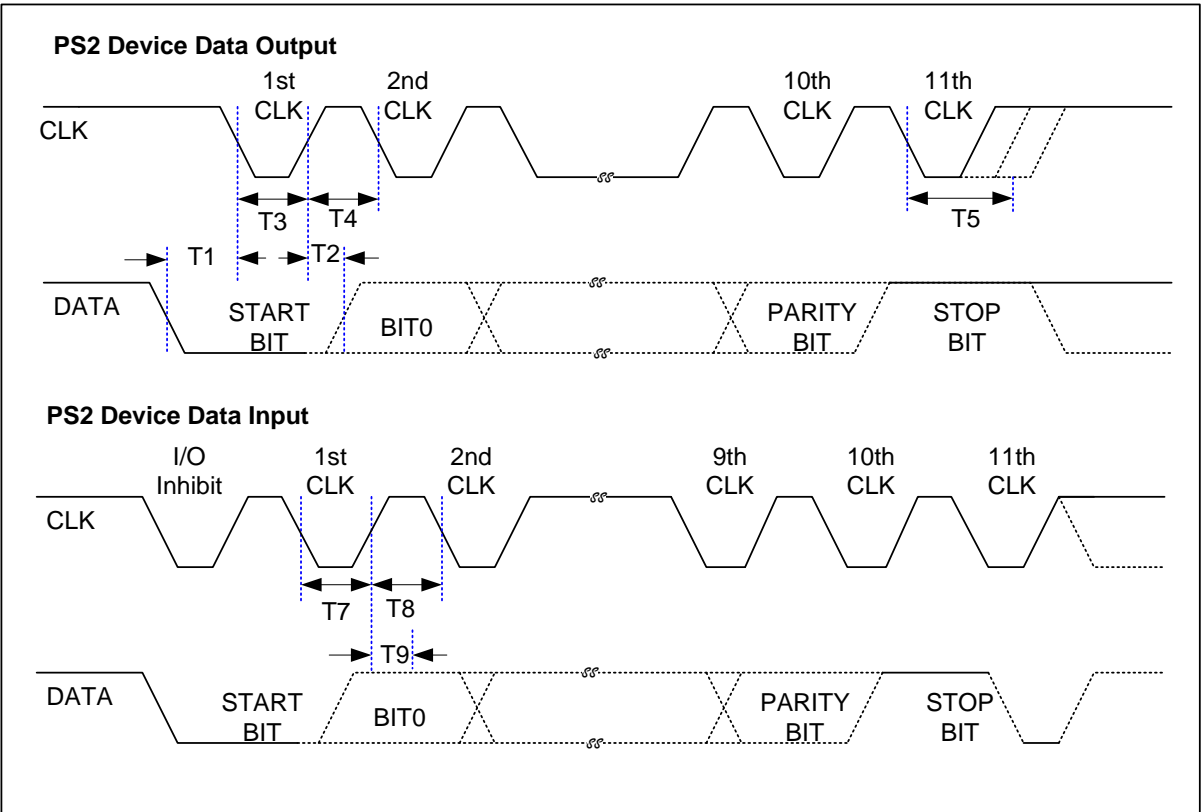 PS2 Device Data Output
1st
CLK
2nd
CLK
10th
CLK
11th
CLK
CLK
T3
T4
T5
T1
T2
DATA
START
BIT
BIT0
PARITY
BIT
STOP
BIT
PS2 Device Data Input
I/O
Inhibit
1st
CLK
2nd
CLK
9th
CLK
10th
CLK
11th
CLK
CLK
T7
T8
T9
DATA
START
BIT
BIT0
PARITY
BIT
STOP
BIT